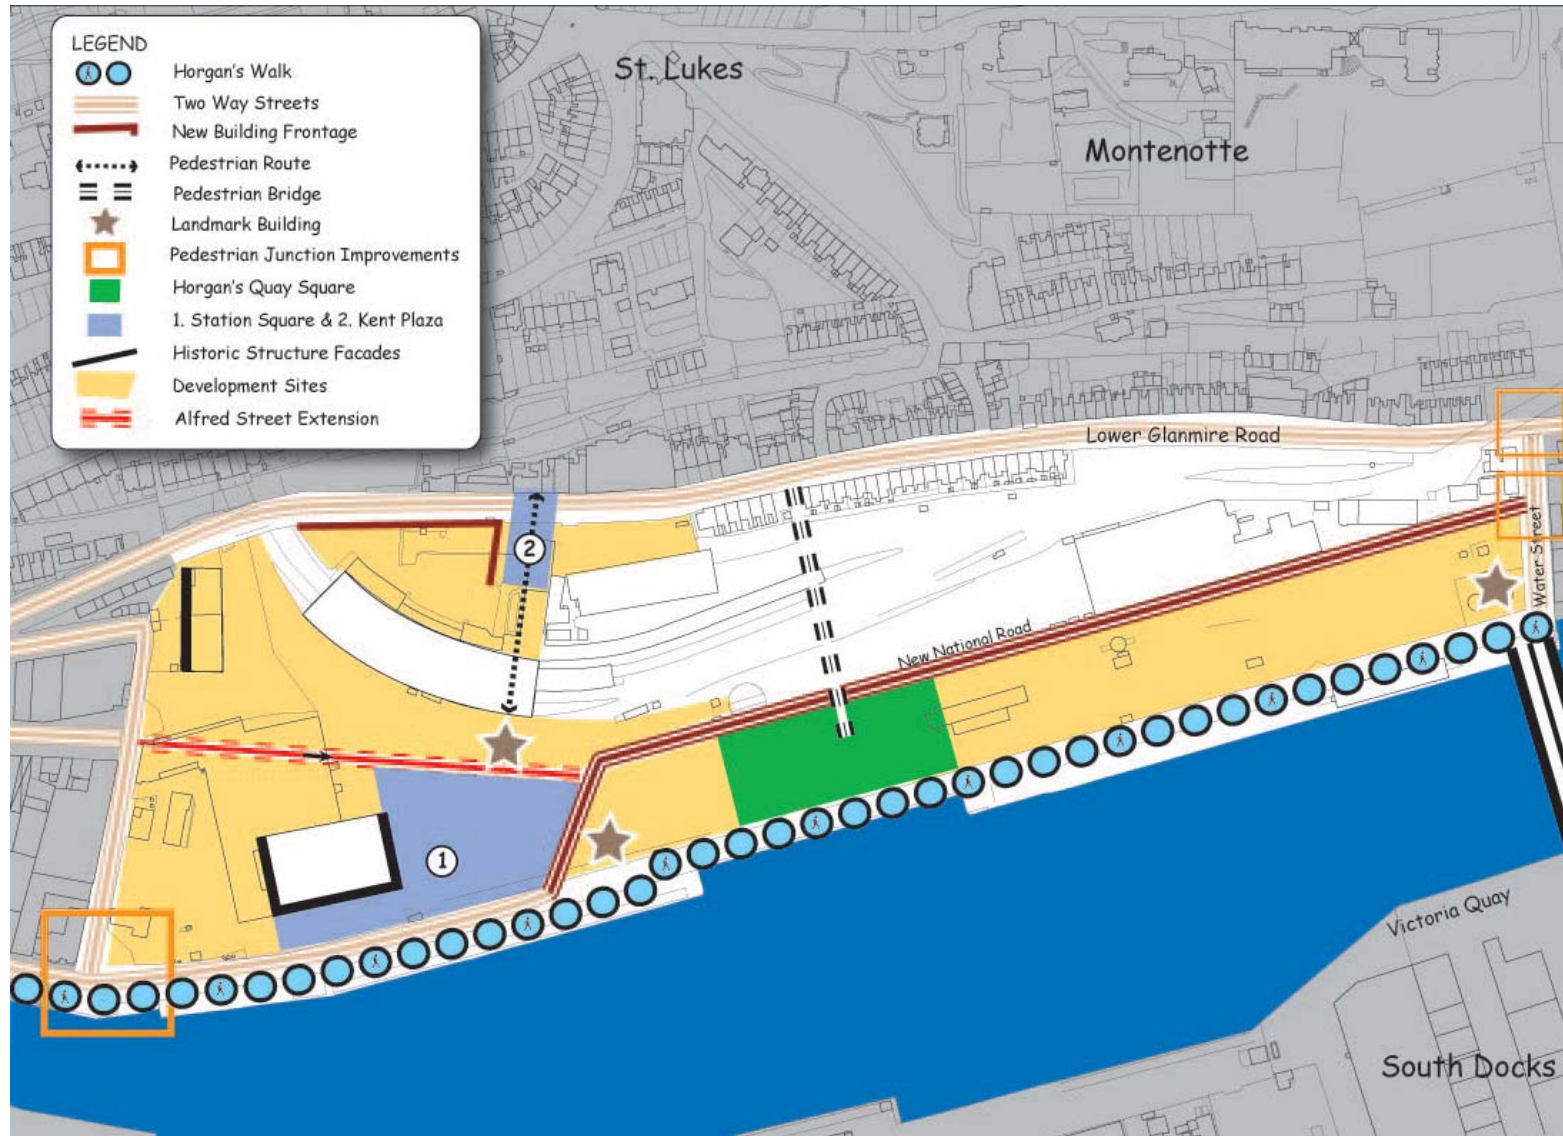 LEGEND
Horgan's Walk
Two Way Streets
New Building Frontage
Pedestrian Route
Pedestrian Bridge
Landmark Building
Pedestrian Junction Improvements
Horgan's Quay Square
1. Station Square & 2. Kent Plaza
Historic Structure Facades
Development Sites
Alfred Street Extension
St. Lukes
Montenotte
Lower Glanmire Road
2
Water Street
New National Road
1
Victoria Quay
South Docks